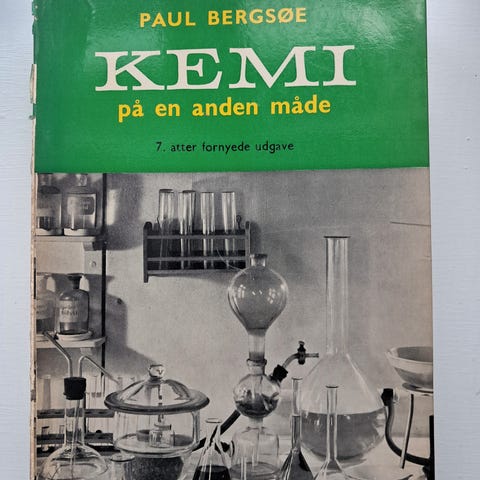 PAUL BERGSØE
KEMI
på en anden måde
7. atter fornyede udgave